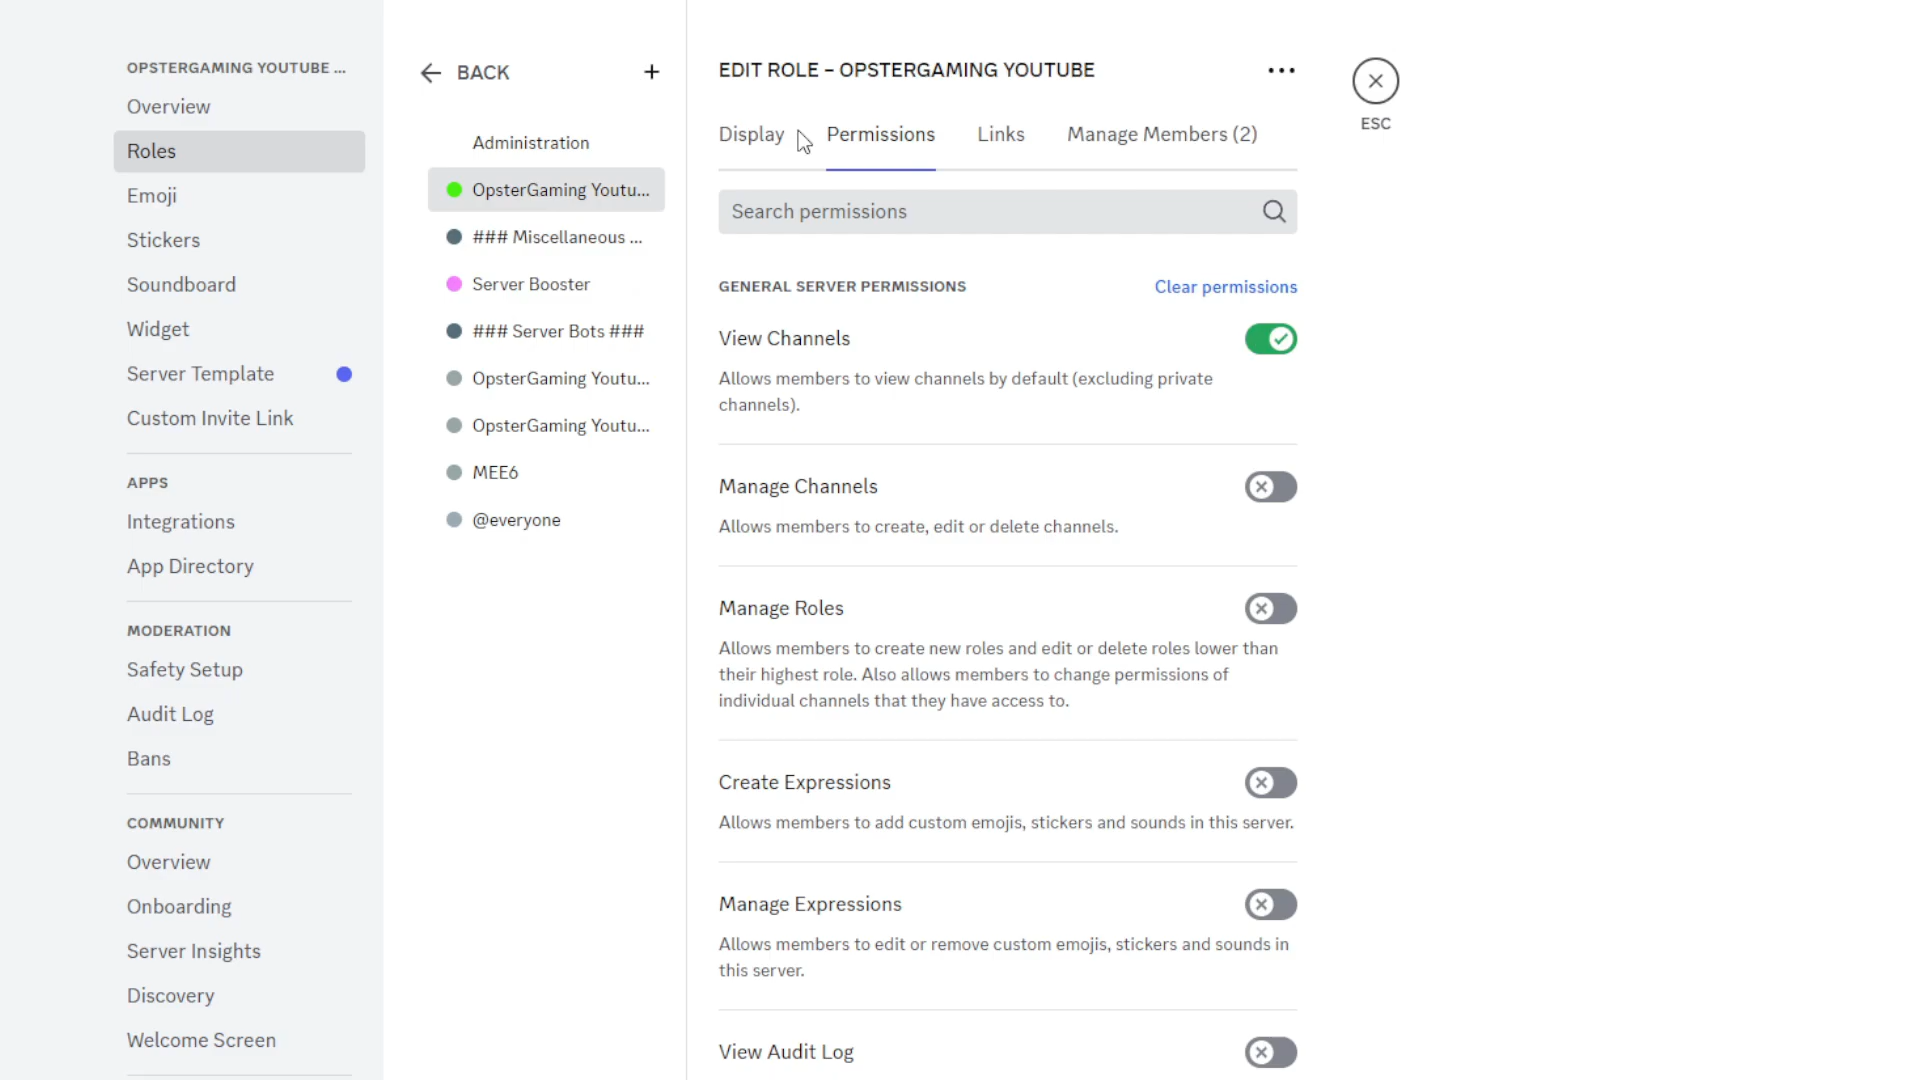 OPSTERGAMING YOUTUBE ...
Overview
Roles
Emoji
Stickers
Soundboard
Widget
Server Template
Custom Invite Link
APPS
Integrations
App Directory
MODERATION
Safety Setup
Audit Log
Bans
COMMUNITY
Overview
Onboarding
Server Insights
Discovery
Welcome Screen
BACK
Administration
OpsterGaming Youtu...
### Miscellaneous ...
Server Booster
### Server Bots ###
OpsterGaming Youtu...
OpsterGaming Youtu...
MEE6
@everyone
EDIT ROLE – OPSTERGAMING YOUTUBE
Display Permissions Links Manage Members (2)
Search permissions
GENERAL SERVER PERMISSIONS Clear permissions
View Channels
Allows members to view channels by default (excluding private
channels).
Manage Channels
Allows members to create, edit or delete channels.
Manage Roles
Allows members to create new roles and edit or delete roles lower than
their highest role. Also allows members to change permissions of
individual channels that they have access to.
Create Expressions
Allows members to add custom emojis, stickers and sounds in this server.
Manage Expressions
Allows members to edit or remove custom emojis, stickers and sounds in
this server.
View Audit Log
ESC